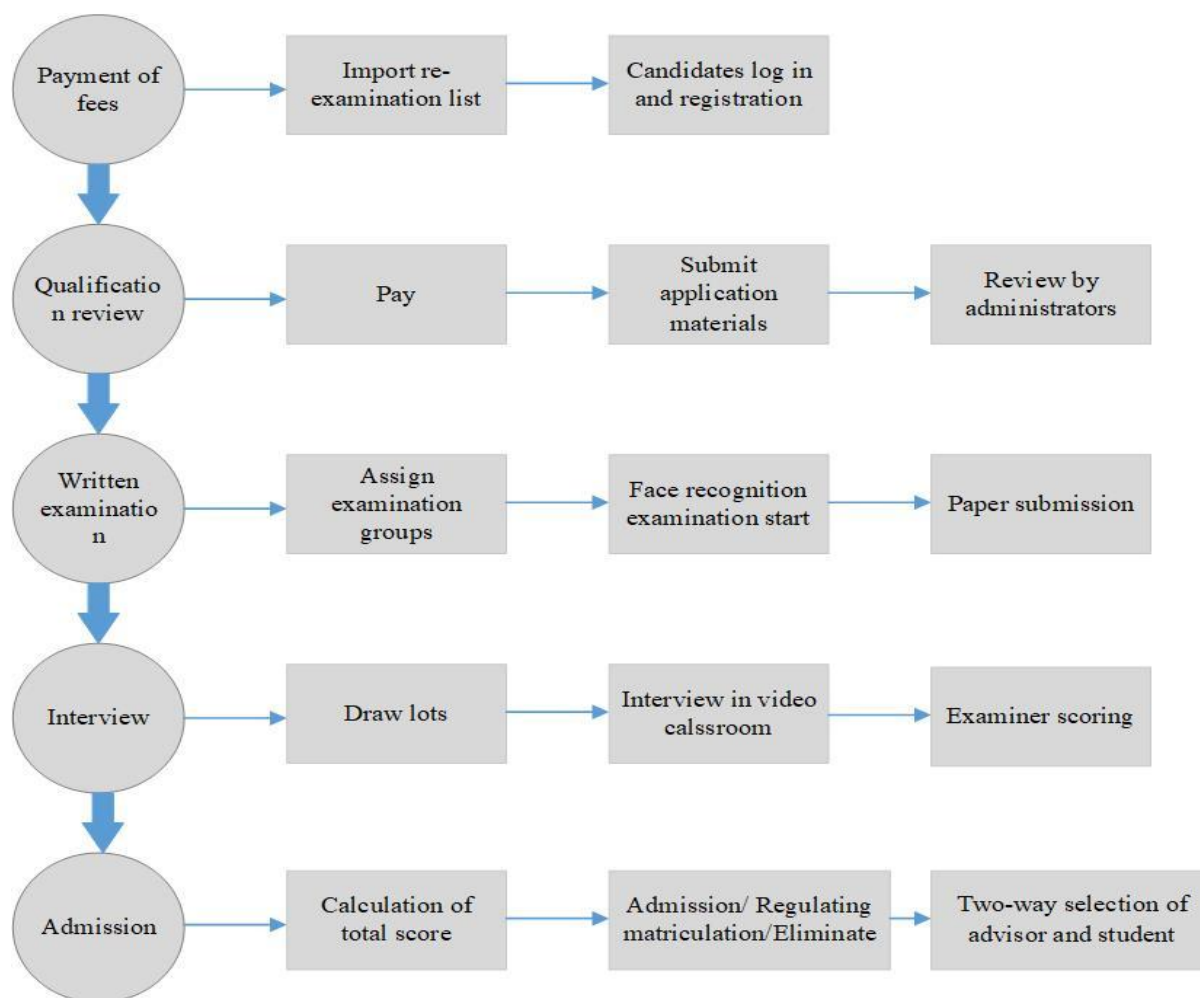 Payment of
fees
Import re-
examination list
Candidates log in
and registration
Qualificatio
n review
Pay
Submit
application
materials
Review by
administrators
Written
examinatio
n
Assign
examination
groups
Face recognition
examination start
Paper submission
Interview
Draw lots
Interview in video
calssroom
Examiner scoring
Admission
Calculation of
total score
Admission/ Regulating
matriculation/Eliminate
Two-way selection of
advisor and student